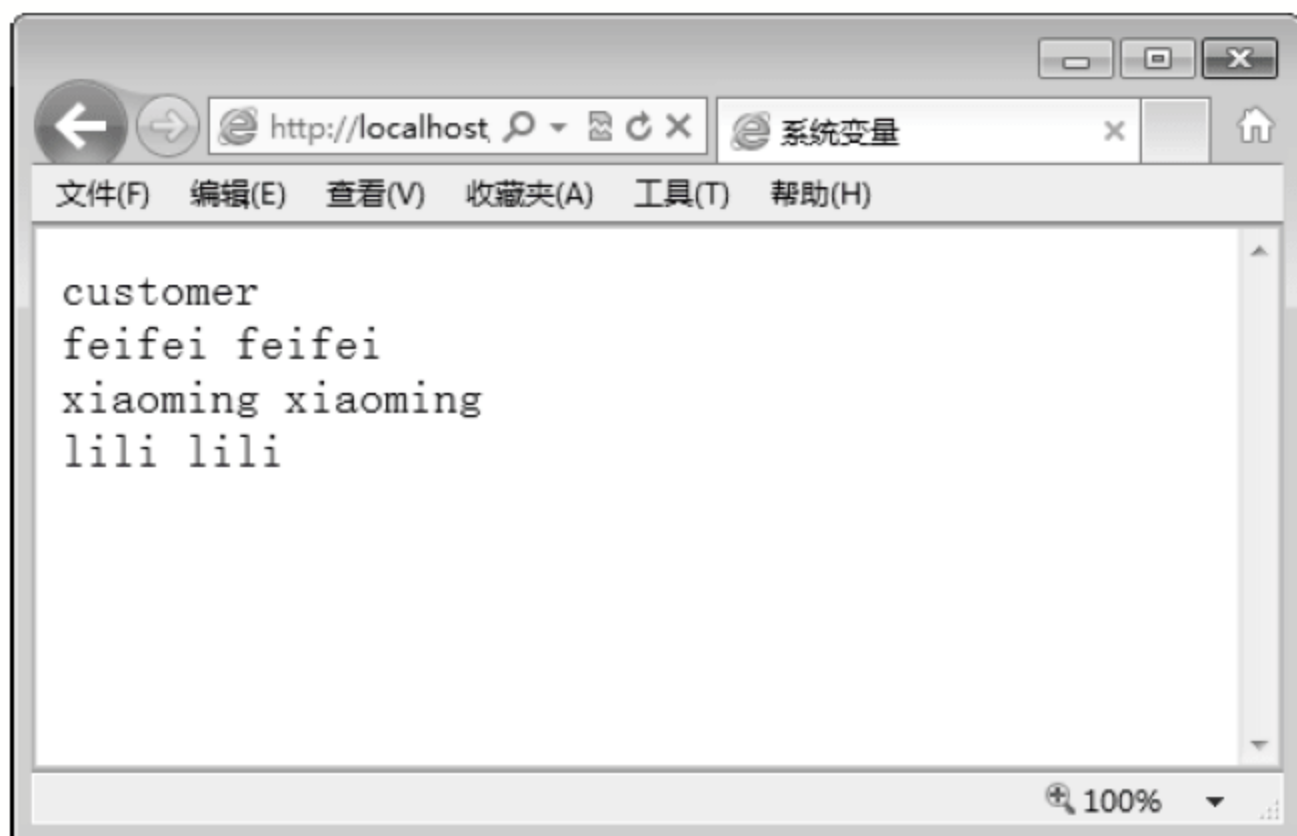 http://localhost, 系统变量
文件(F) 编辑(E) 查看(V) 收藏夹(A) 工具(T) 帮助(H)
customer
feifei feifei
xiaoming xiaoming
lili lili
100%